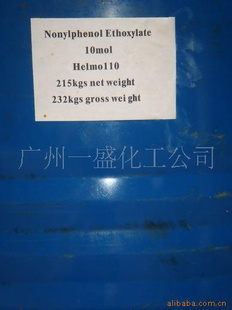 Nonylphenol Ethoxylate
10mol
Helmo110
215kgs net weight
232kgs gross wei ght
广州一盛化工公司
Alibaba.com.cn